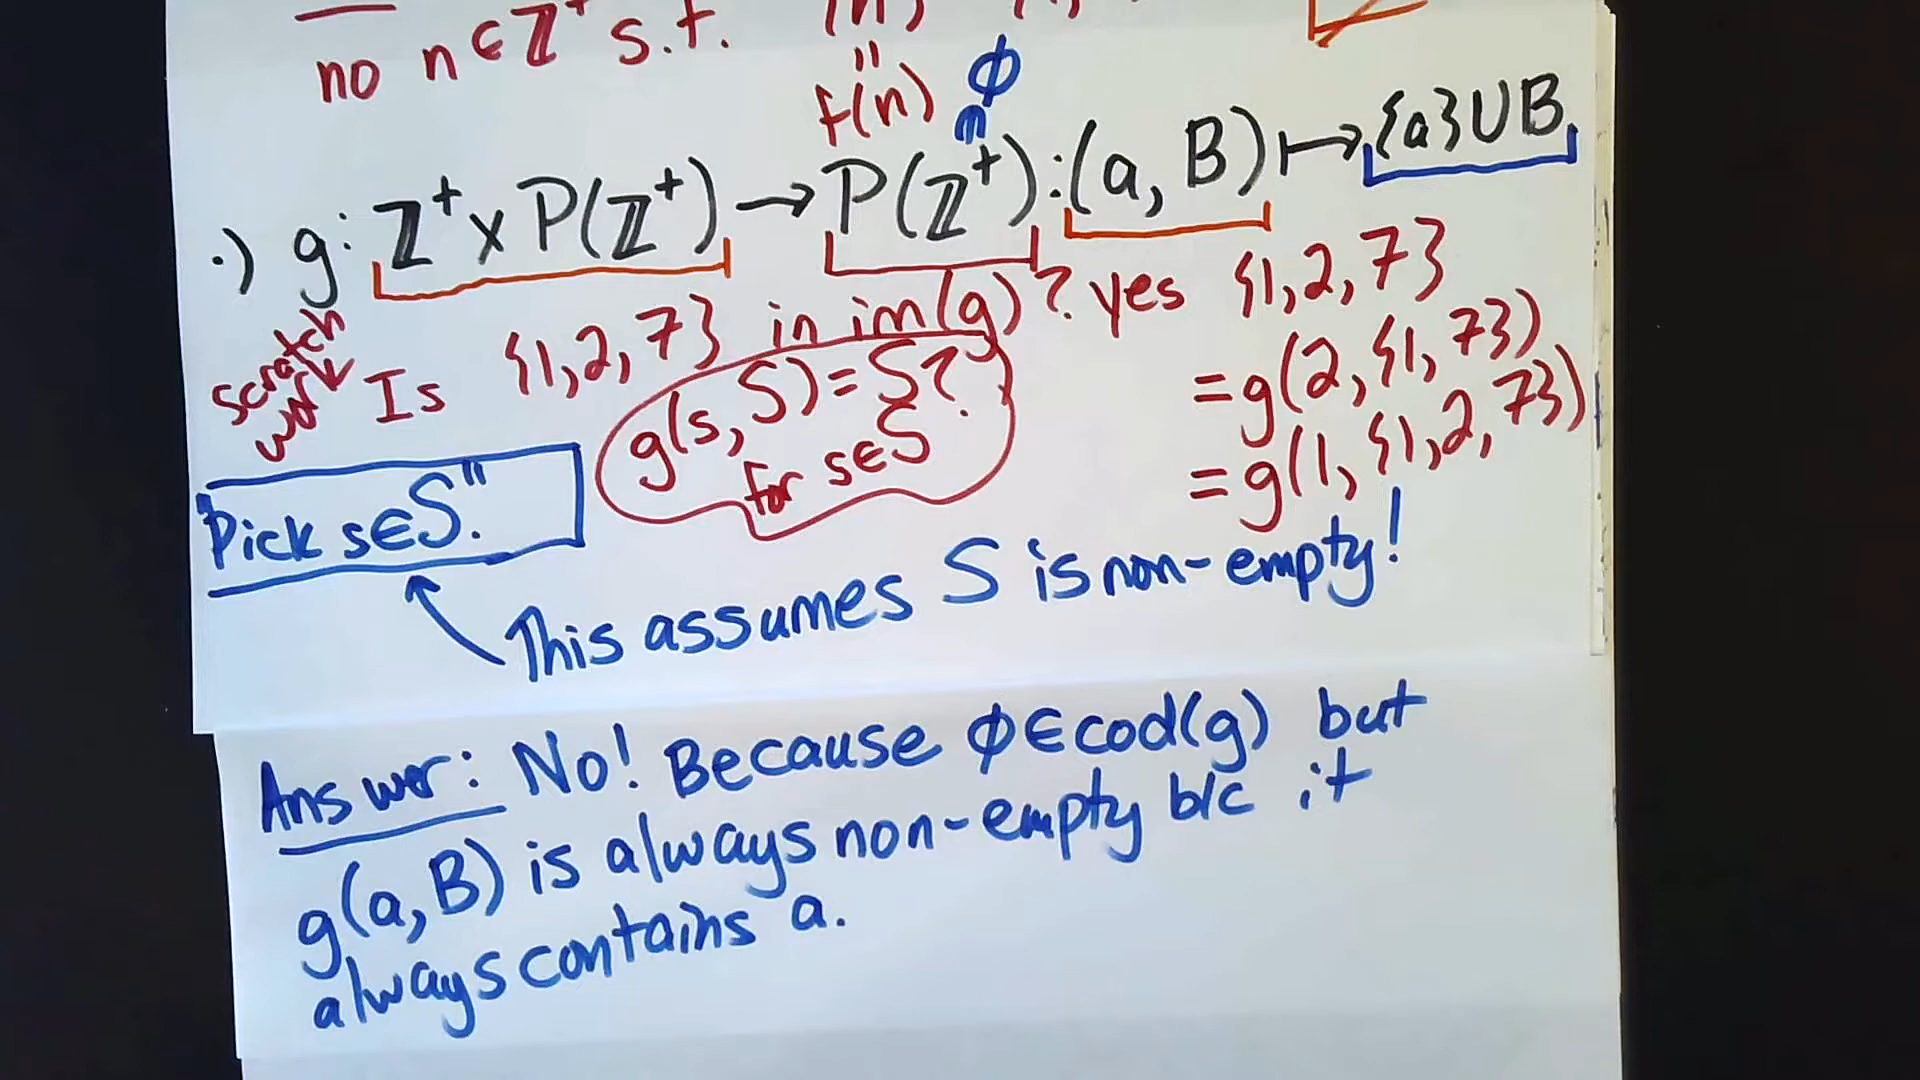 no n ∈ ℤ⁺ s.t.
"
f(n)
φ
·) g: ℤ⁺ x P(ℤ⁺) → P(ℤ⁺) : (a, B) ↦ {a} ∪ B
scratch work
Is {1,2,7} in im(g)? yes {1,2,7}
= g(2, {1,7})
= g(1, {1,2,7})
g(s, S) = S?
for s∈S
"Pick s∈S."
This assumes S is non-empty!
Answer: No! Because φ ∈ cod(g) but
g(a, B) is always non-empty b/c it
always contains a.